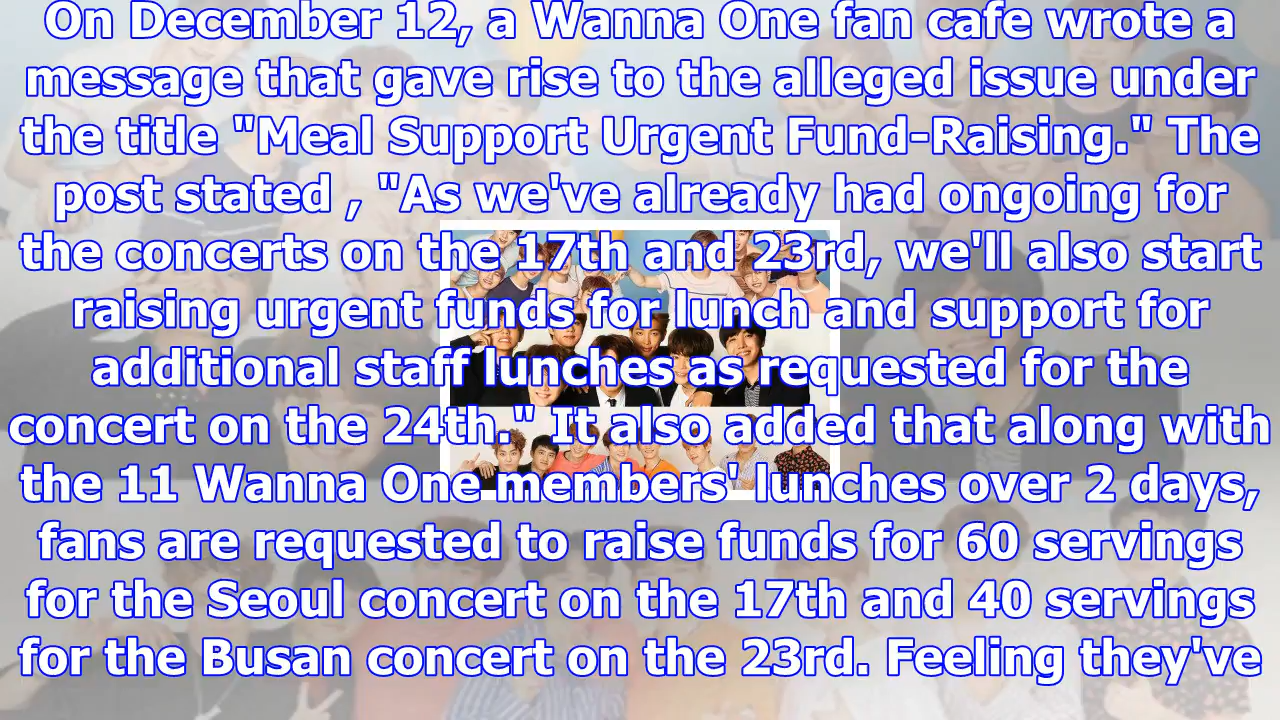 On December 12, a Wanna One fan cafe wrote a
message that gave rise to the alleged issue under
the title "Meal Support Urgent Fund-Raising." The
post stated , "As we've already had ongoing for
the concerts on the 17th and 23rd, we'll also start
raising urgent funds for lunch and support for
additional staff lunches as requested for the
concert on the 24th." It also added that along with
the 11 Wanna One members' lunches over 2 days,
fans are requested to raise funds for 60 servings
for the Seoul concert on the 17th and 40 servings
for the Busan concert on the 23rd. Feeling they've